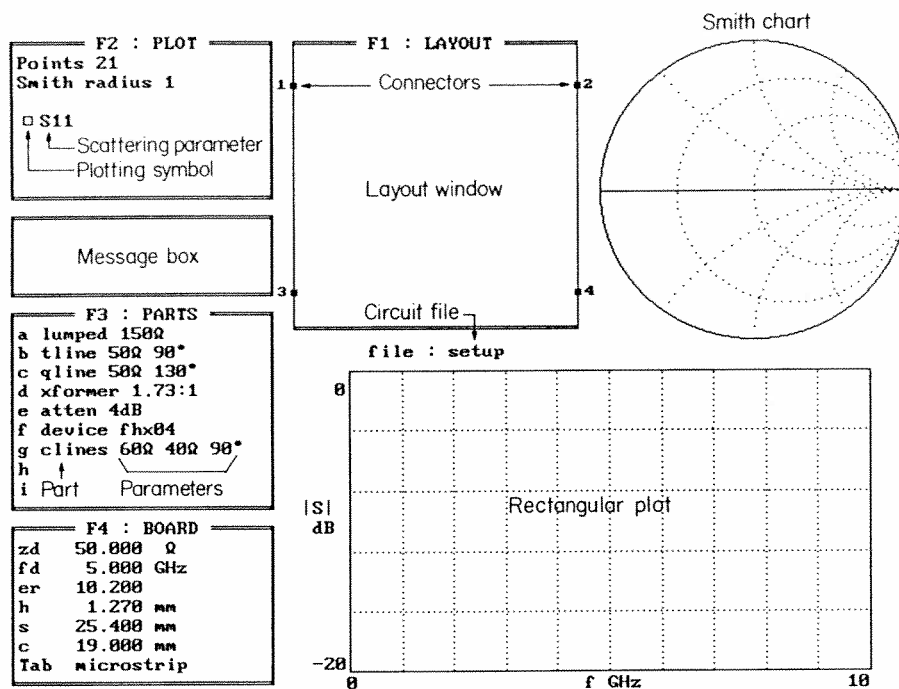 F2 : PLOT
Points 21
Smith radius 1
□ S11
Scattering parameter
Plotting symbol
Message box
F3 : PARTS
a lumped 150Ω
b tline 50Ω 90°
c qline 50Ω 130°
d xformer 1.73:1
e atten 4dB
f device fhx04
g clines 60Ω 40Ω 90°
h
i Part Parameters
F4 : BOARD
zd 50.000 Ω
fd 5.000 GHz
er 10.200
h 1.270 mm
s 25.400 mm
c 19.000 mm
Tab microstrip
F1 : LAYOUT
1 Connectors 2
Layout window
3 4
Circuit file
file : setup
Smith chart
0
|S|
dB
Rectangular plot
-20
0 f GHz 10